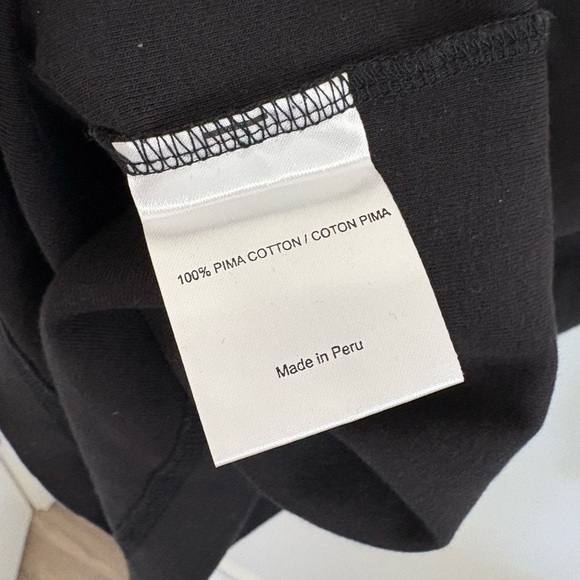 100% PIMA COTTON / COTON PIMA
Made in Peru